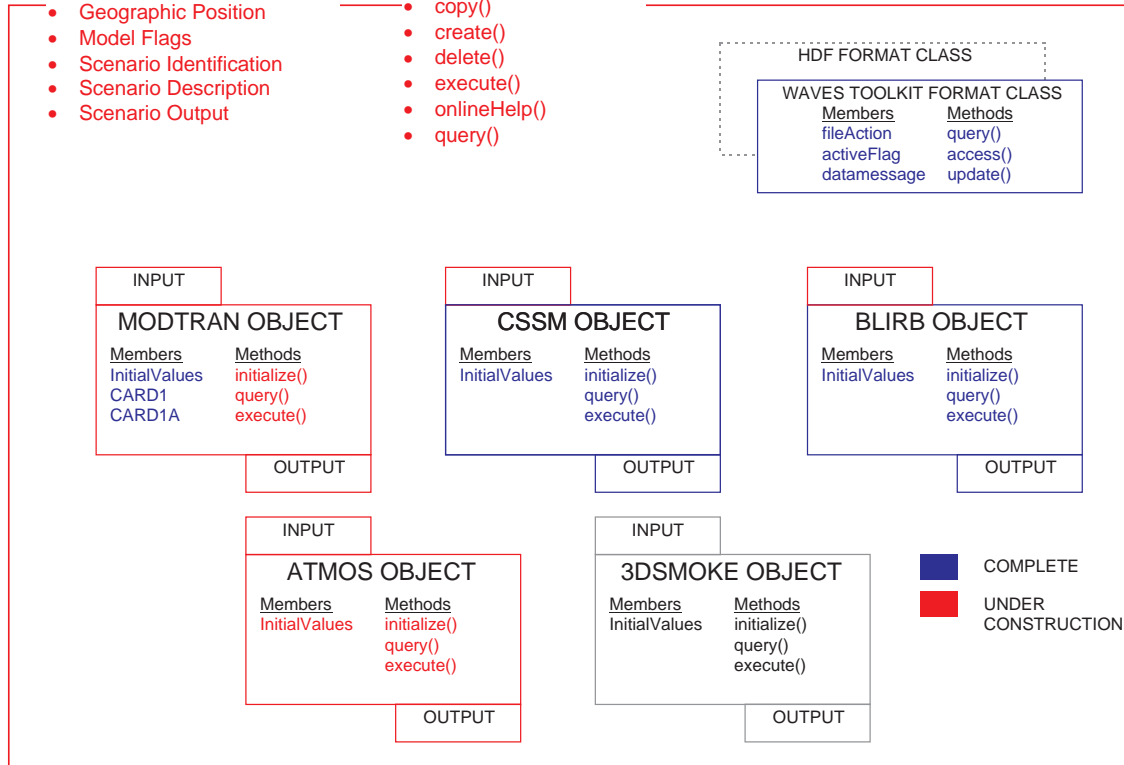 • Geographic Position
• Model Flags
• Scenario Identification
• Scenario Description
• Scenario Output
• copy()
• create()
• delete()
• execute()
• onlineHelp()
• query()
HDF FORMAT CLASS
WAVES TOOLKIT FORMAT CLASS
Members Methods
fileAction query()
activeFlag access()
datamessage update()
INPUT
MODTRAN OBJECT
Members Methods
InitialValues initialize()
CARD1 query()
CARD1A execute()
OUTPUT
INPUT
CSSM OBJECT
Members Methods
InitialValues initialize()
query()
execute()
OUTPUT
INPUT
BLIRB OBJECT
Members Methods
InitialValues initialize()
query()
execute()
OUTPUT
INPUT
ATMOS OBJECT
Members Methods
InitialValues initialize()
query()
execute()
OUTPUT
INPUT
3DSMOKE OBJECT
Members Methods
InitialValues initialize()
query()
execute()
OUTPUT
COMPLETE
UNDER
CONSTRUCTION